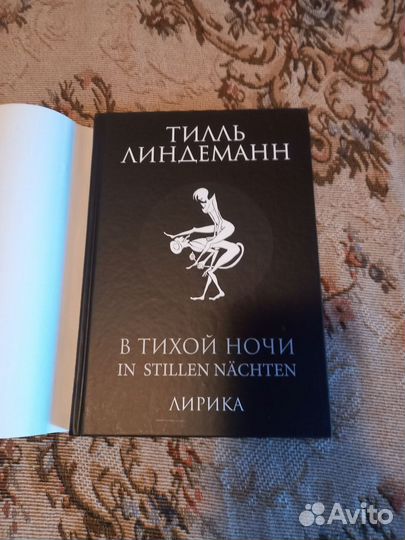 ТИЛЛЬ
ЛИНДЕМАНН
В ТИХОЙ НОЧИ
IN STILLEN NÄCHTEN
ЛИРИКА
Avito